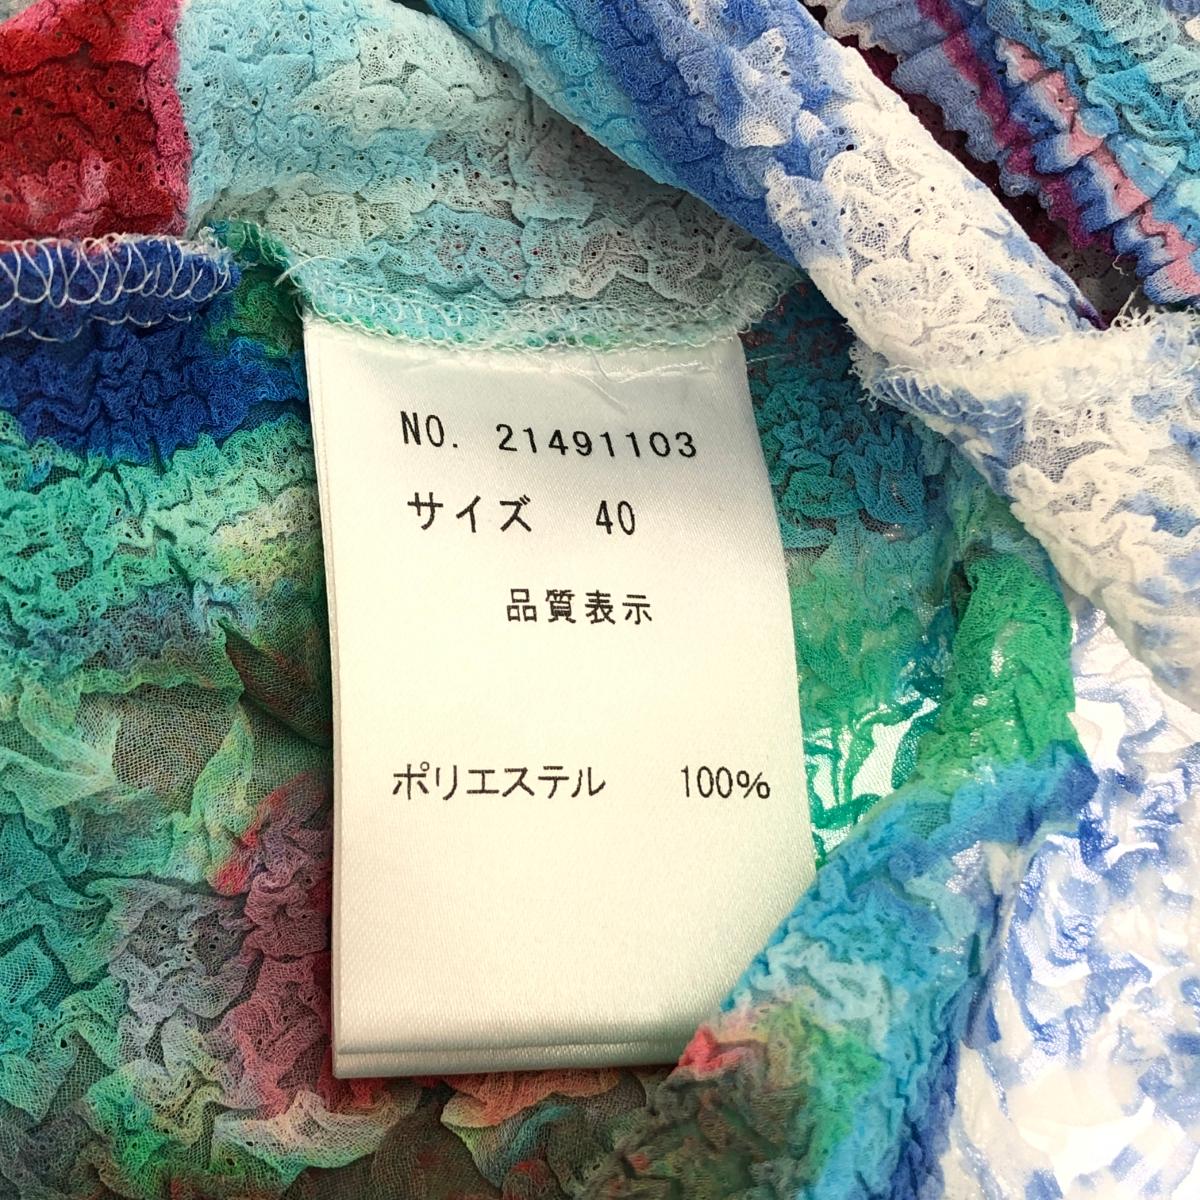 NO. 21491103
サイズ 40
品質表示
ポリエステル 100%